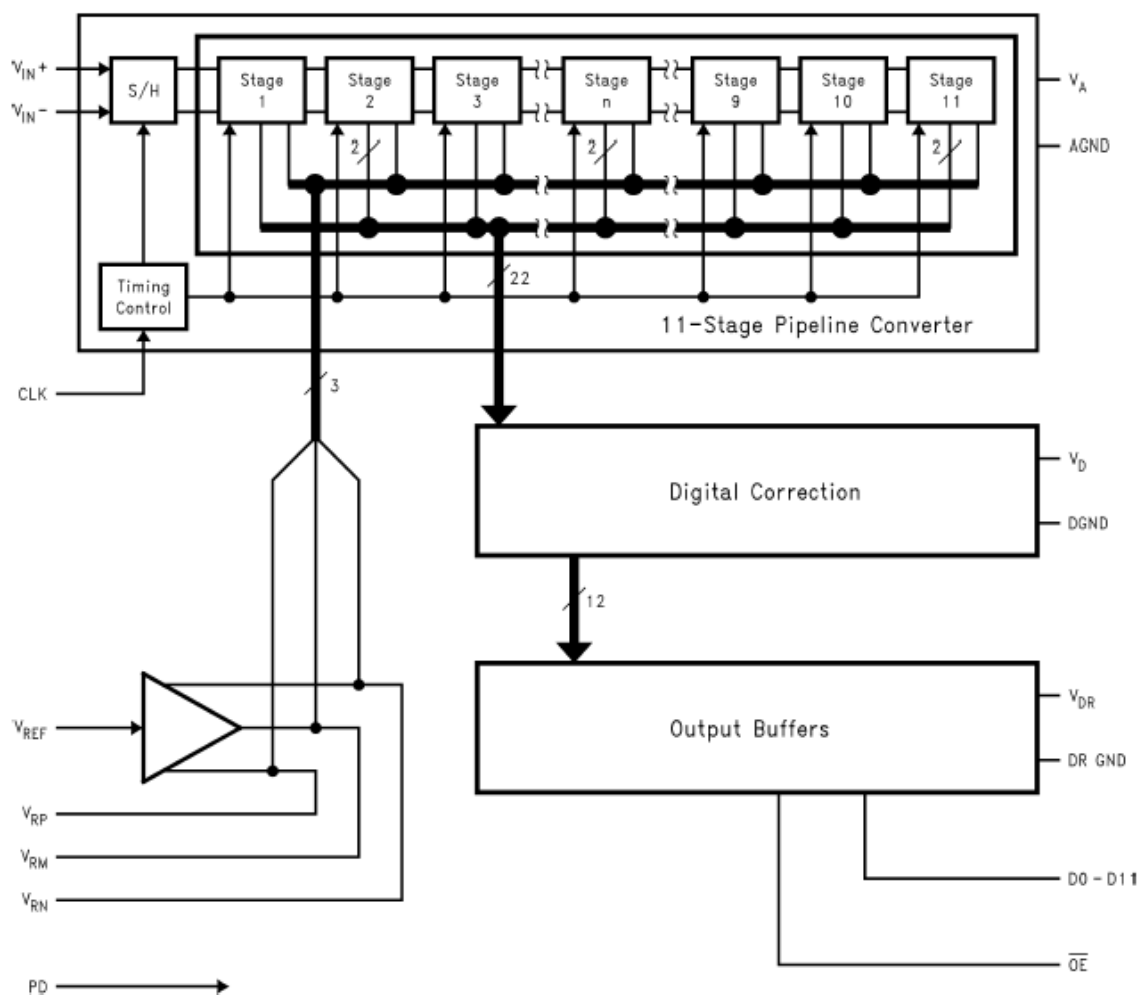 VIN+
VIN−
S/H
Stage 1
Stage 2
Stage 3
Stage n
Stage 9
Stage 10
Stage 11
VA
AGND
2
2
2
Timing Control
22
11-Stage Pipeline Converter
CLK
3
Digital Correction
VD
DGND
12
VREF
Output Buffers
VDR
DR GND
VRP
VRM
VRN
D0-D11
O̅E̅
PD